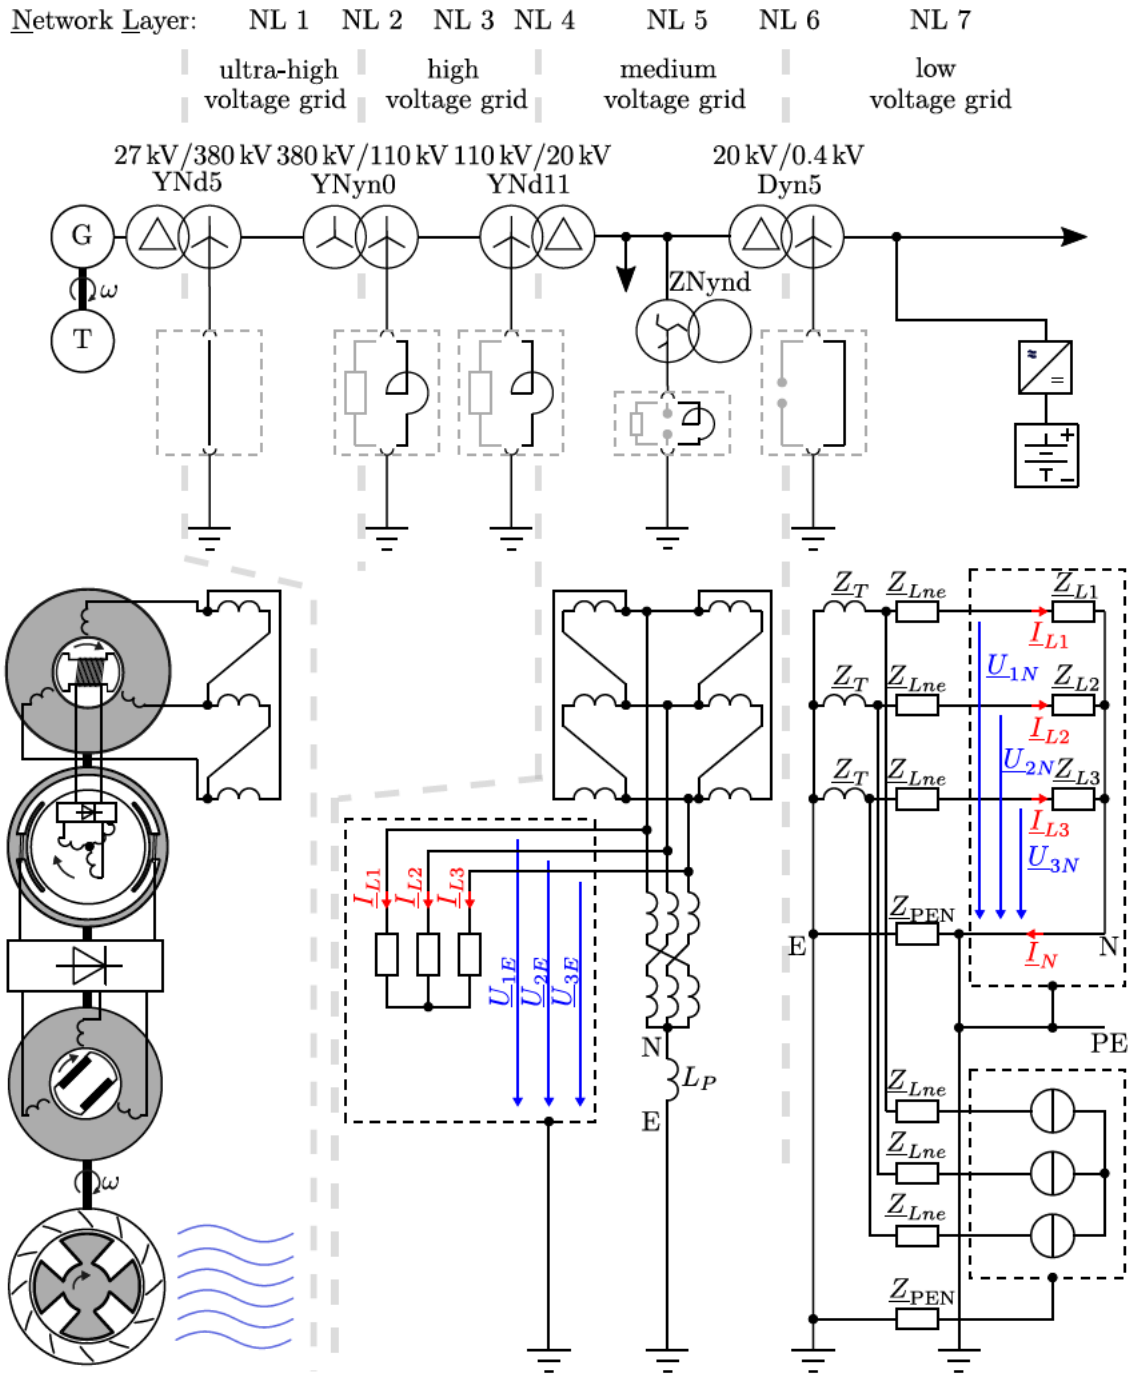 Network Layer: NL 1 NL 2 NL 3 NL 4 NL 5 NL 6 NL 7
ultra-high voltage grid
high voltage grid
medium voltage grid
low voltage grid
27 kV/380 kV 380 kV/110 kV 110 kV/20 kV 20 kV/0.4 kV
YNd5 YNyn0 YNd11 Dyn5
G
ω
T
ZNynd
≈
=
+
−
Z_T Z_Lne Z_L1
I_L1
U_1N
Z_T Z_Lne Z_L2
I_L2
U_2N
Z_T Z_Lne Z_L3
I_L3
U_3N
I_L1 I_L2 I_L3
Z_PEN
E N
I_N
U_1E U_2E U_3E
N
PE
L_P
E
Z_Lne
Z_Lne
Z_Lne
ω
Z_PEN